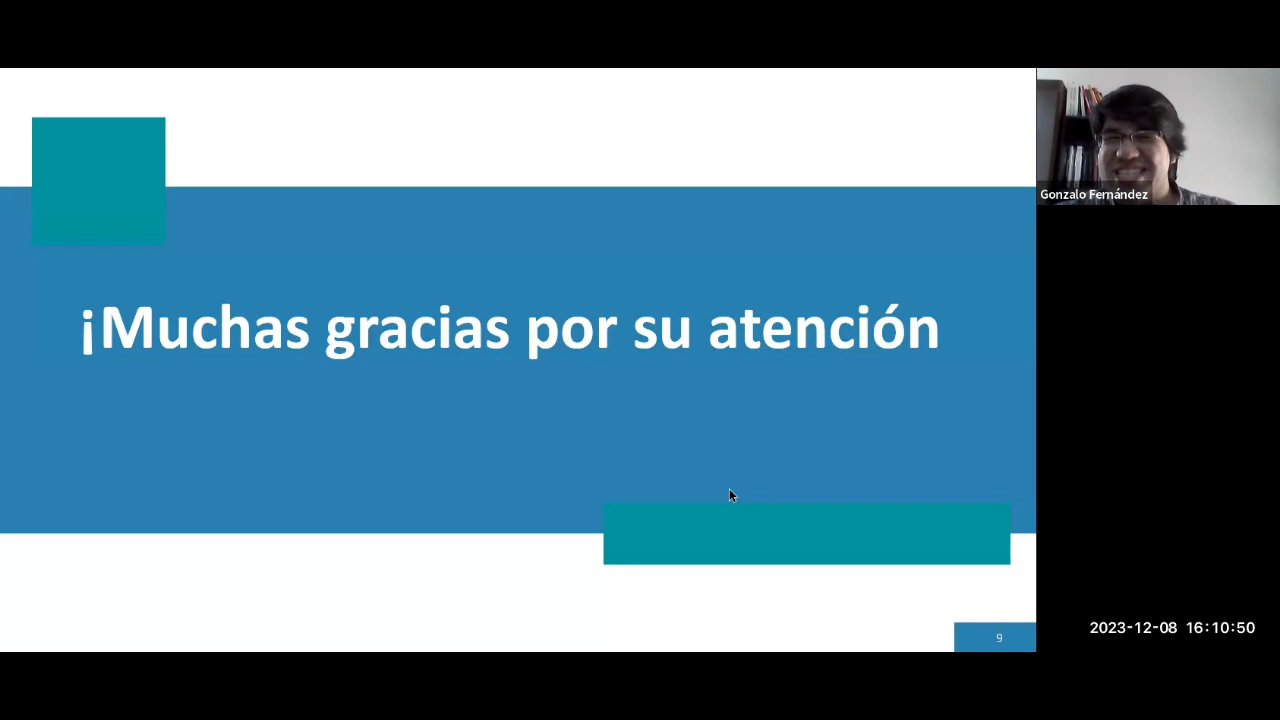 Gonzalo Fernández
¡Muchas gracias por su atención
9
2023-12-08 16:10:50